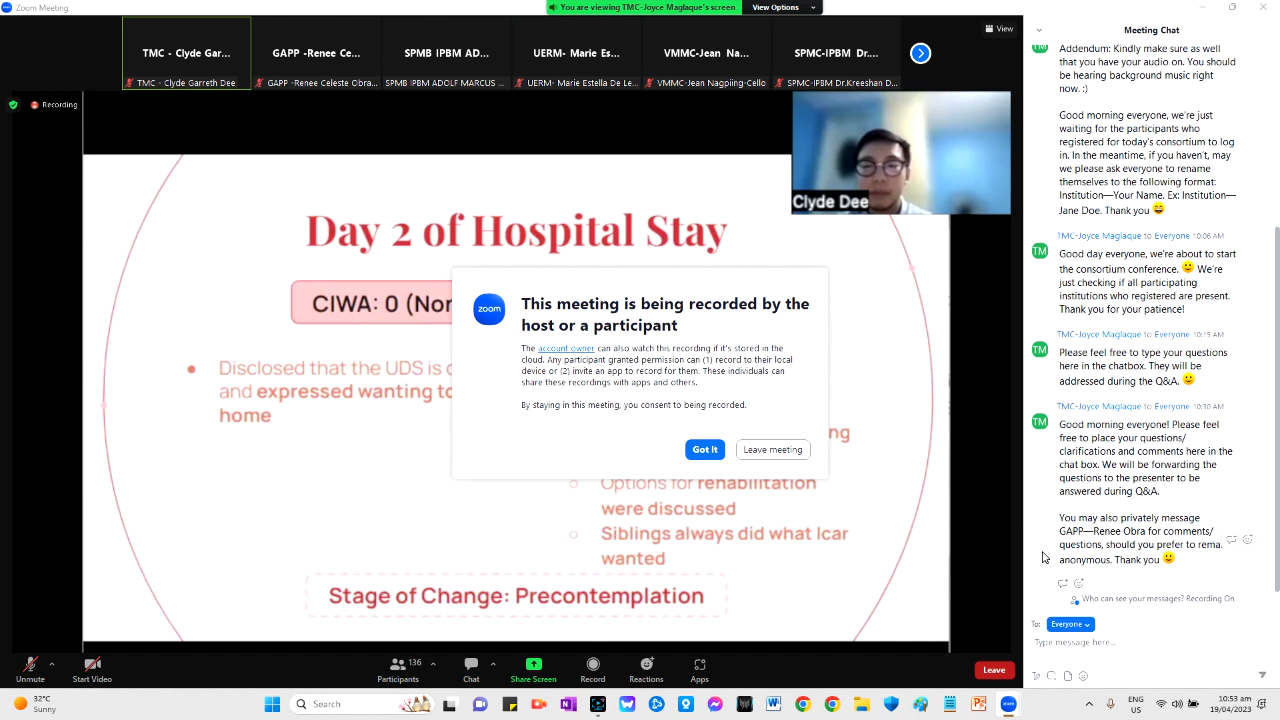 Zoom Meeting
You are viewing TMC-Joyce Maglaque's screen
View Options
TMC - Clyde Gar...
GAPP -Renee Ce...
SPMB IPBM AD...
UERM- Marie Es...
VMMC-Jean Na...
SPMC-IPBM Dr....
TMC - Clyde Garreth Dee
GAPP -Renee Celeste Obra...
SPMB IPBM ADOLF MARCUS ...
UERM- Marie Estella De Le...
VMMC-Jean Nagpiing-Cello
SPMC-IPBM Dr.Kreeshan D...
View
Recording
Clyde Dee
Day 2 of Hospital Stay
CIWA: 0 (Nor
Disclosed that the UDS is
and expressed wanting to
home
ng
Options for rehabilitation
were discussed
Siblings always did what Icar
wanted
Stage of Change: Precontemplation
zoom
This meeting is being recorded by the
host or a participant
The account owner can also watch this recording if it's stored in the
cloud. Any participant granted permission can (1) record to their local
device or (2) invite an app to record for them. These individuals can
share these recordings with apps and others.
By staying in this meeting, you consent to being recorded.
Got it
Leave meeting
Meeting Chat
TM
Addendum: Kindly make sure as well
that you have your audio on. You should
be hearing background music right
now. :)
Good morning everyone, we're just
waiting for the participants who
registered for today's consortium to log
in. In the meantime, if you haven't, may
we please ask everyone to rename
themselves to the following format:
Institution—Your Name. Ex: Institution—
Jane Doe. Thank you 😄
TMC-Joyce Maglaque to Everyone 10:06 AM
TM
Good day everyone, we're about to start
the consortium conference. 🙂 We're
just checking if all participating
institutions who registered are present.
Thank you for your patience!
TMC-Joyce Maglaque to Everyone 10:15 AM
TM
Please feel free to type your questions
here in the chatbox. They will be
addressed during the Q&A. 🙂
TMC-Joyce Maglaque to Everyone 10:30 AM
TM
Good morning everyone! Please feel
free to place your questions/
clarifications and comments here in the
chat box. We will be forwarding the
questions to the presenter to be
answered during Q&A.
You may also privately message
GAPP—Renee Obra for comments/
questions, should you prefer to rema
anonymous. Thank you 🙂
Who can see your messages? Recording On
To: Everyone
Type message here...
Unmute
Start Video
136
Participants
Chat
Share Screen
Record
Reactions
Apps
Leave
32°C
Sunny
Search
ENG
US
10:53 am
19/04/2023